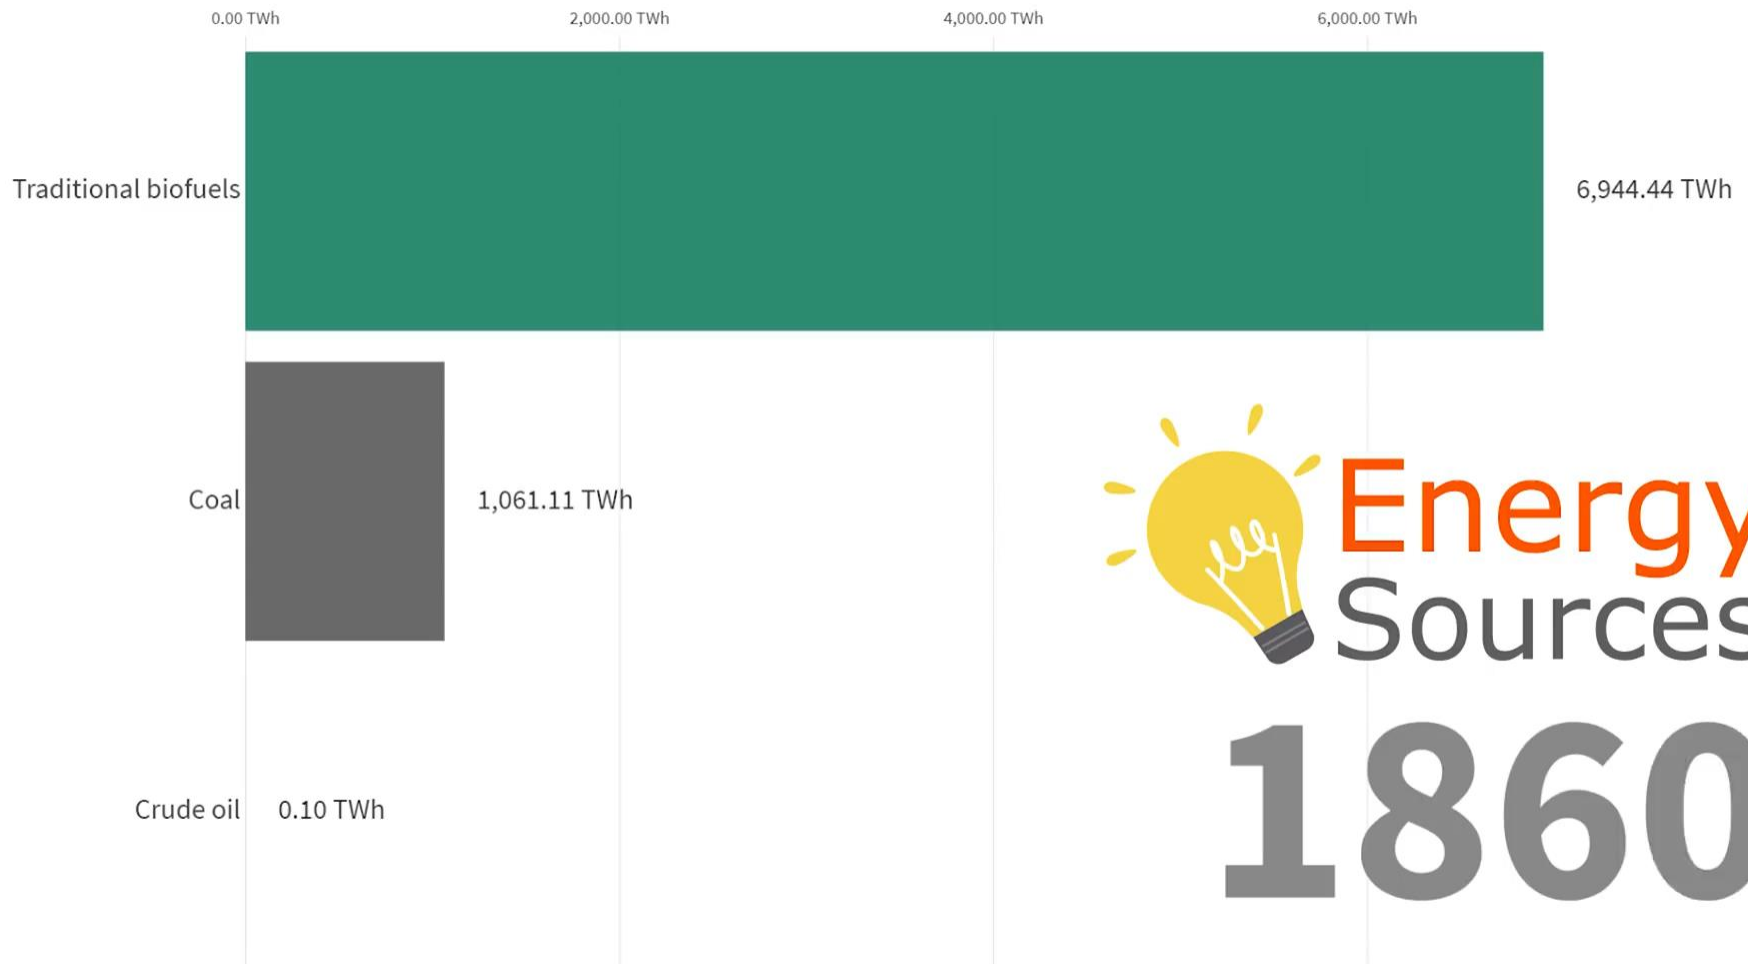 0.00 TWh 2,000.00 TWh 4,000.00 TWh 6,000.00 TWh
Traditional biofuels 6,944.44 TWh
Coal 1,061.11 TWh
Energy
Sources
1860
Crude oil 0.10 TWh